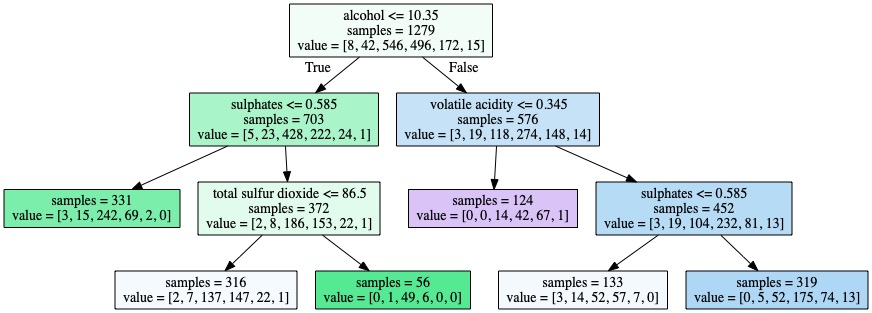 alcohol <= 10.35
samples = 1279
value = [8, 42, 546, 496, 172, 15]
True
False
sulphates <= 0.585
samples = 703
value = [5, 23, 428, 222, 24, 1]
volatile acidity <= 0.345
samples = 576
value = [3, 19, 118, 274, 148, 14]
samples = 331
value = [3, 15, 242, 69, 2, 0]
total sulfur dioxide <= 86.5
samples = 372
value = [2, 8, 186, 153, 22, 1]
samples = 124
value = [0, 0, 14, 42, 67, 1]
sulphates <= 0.585
samples = 452
value = [3, 19, 104, 232, 81, 13]
samples = 316
value = [2, 7, 137, 147, 22, 1]
samples = 56
value = [0, 1, 49, 6, 0, 0]
samples = 133
value = [3, 14, 52, 57, 7, 0]
samples = 319
value = [0, 5, 52, 175, 74, 13]